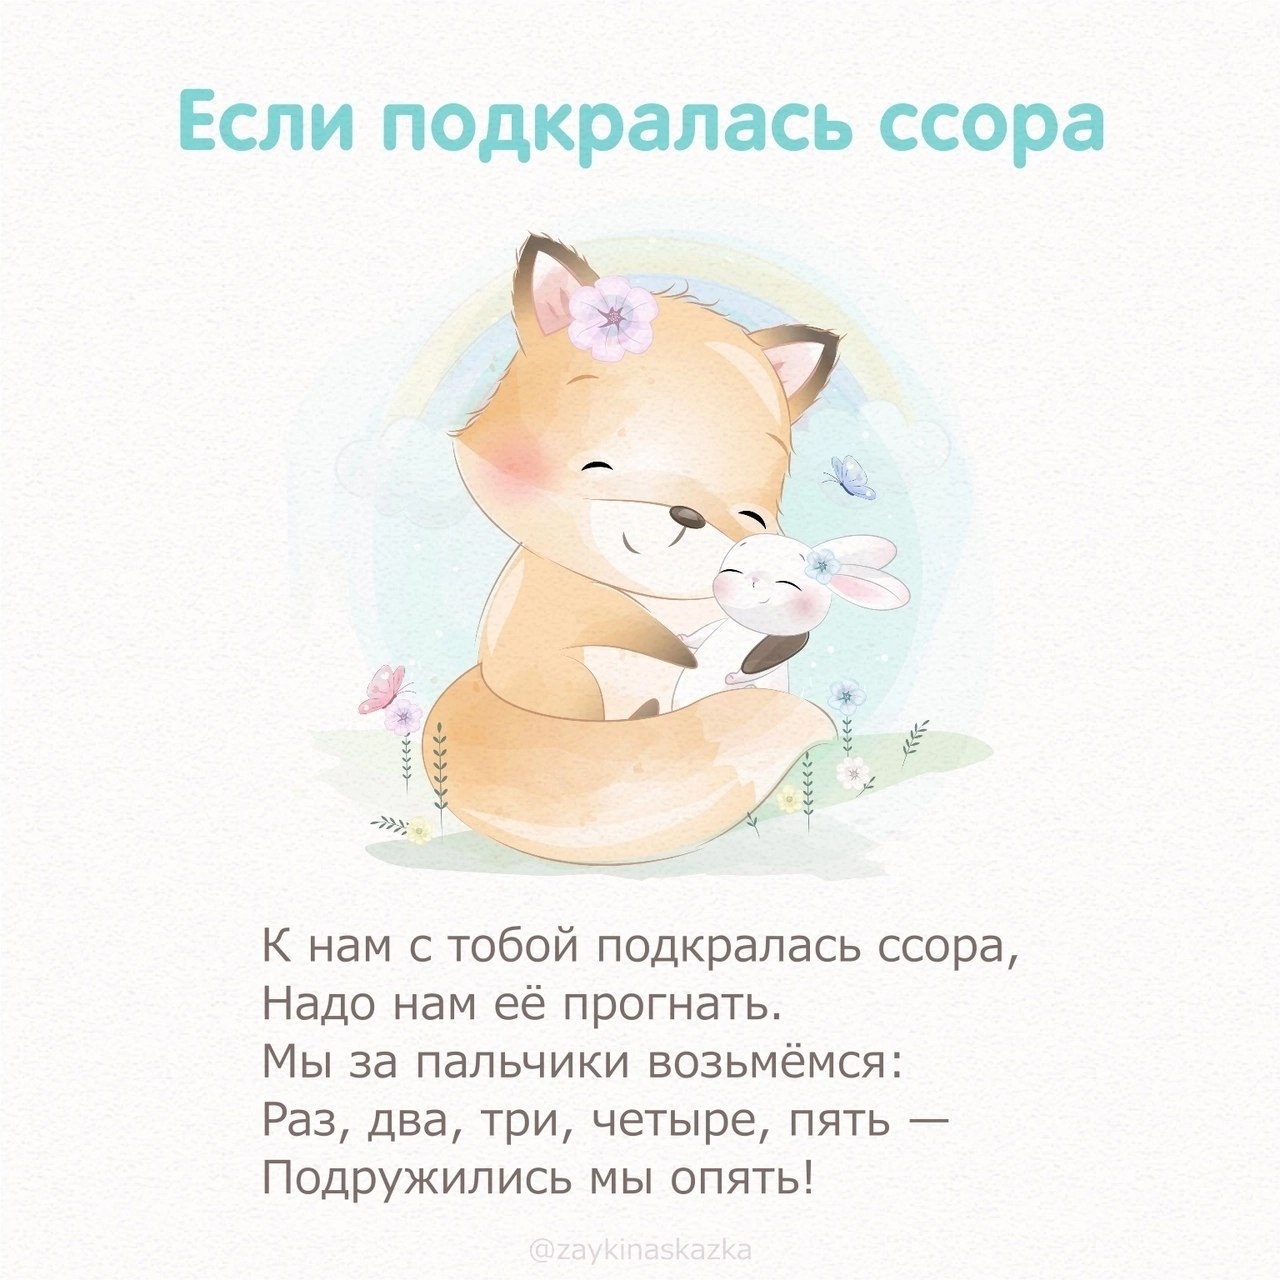 Если подкралась ссора
К нам с тобой подкралась ссора,
Надо нам её прогнать.
Мы за пальчики возьмёмся:
Раз, два, три, четыре, пять —
Подружились мы опять!
@zaykinaskazka